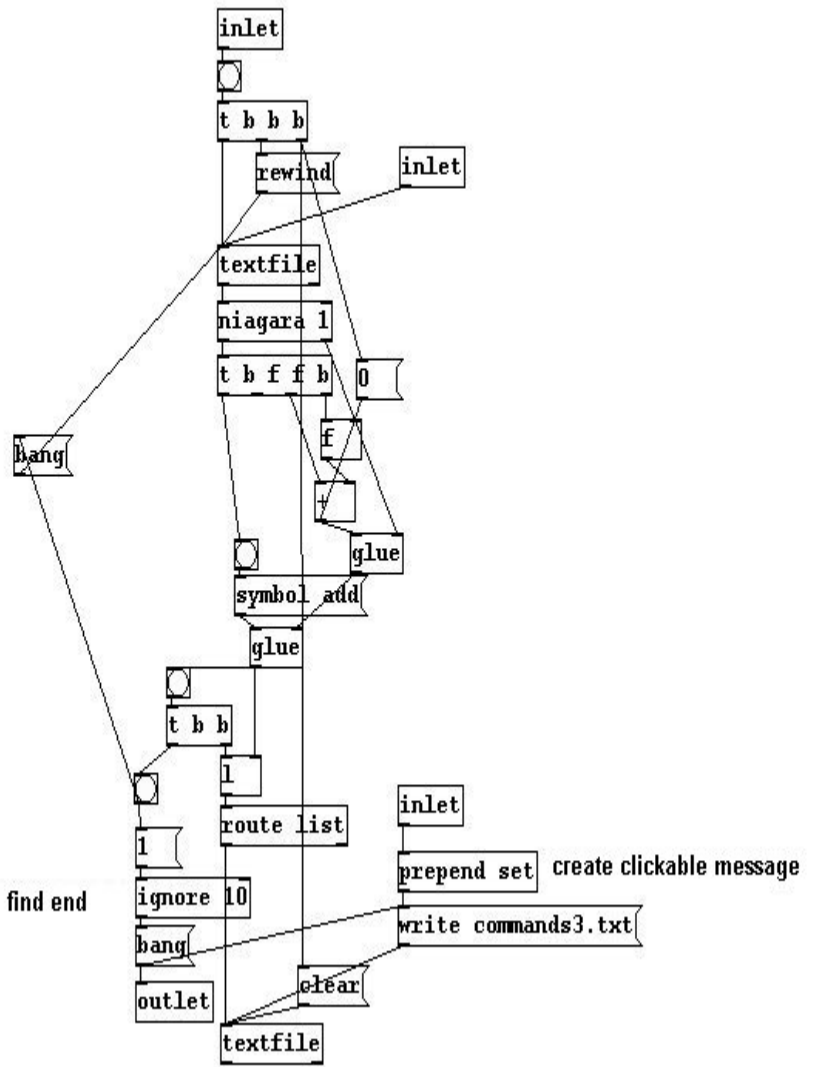 inlet
t b b b
rewind
inlet
textfile
niagara 1
t b f f b
0
f
bang
+
glue
symbol add
glue
t b b
l
inlet
route list
1
prepend set
create clickable message
find end
ignore 10
write commands3.txt
bang
clear
outlet
textfile